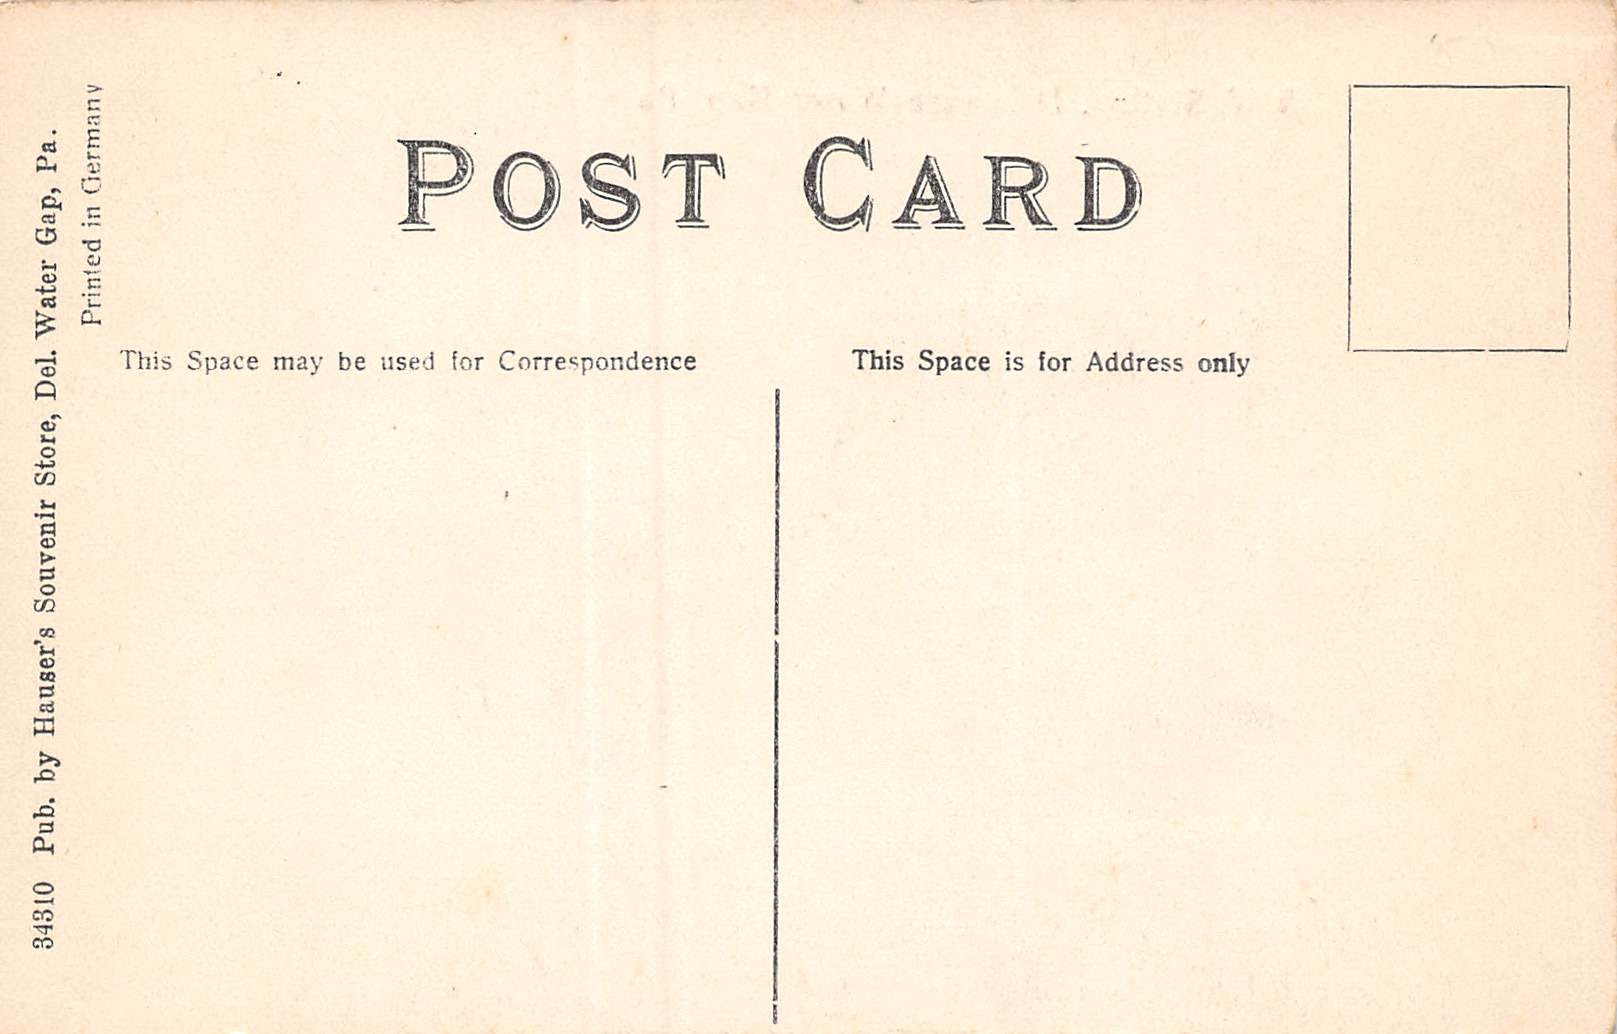 POST CARD
This Space may be used for Correspondence
This Space is for Address only
34310 Pub. by Hauser's Souvenir Store, Del. Water Gap, Pa.
Printed in Germany